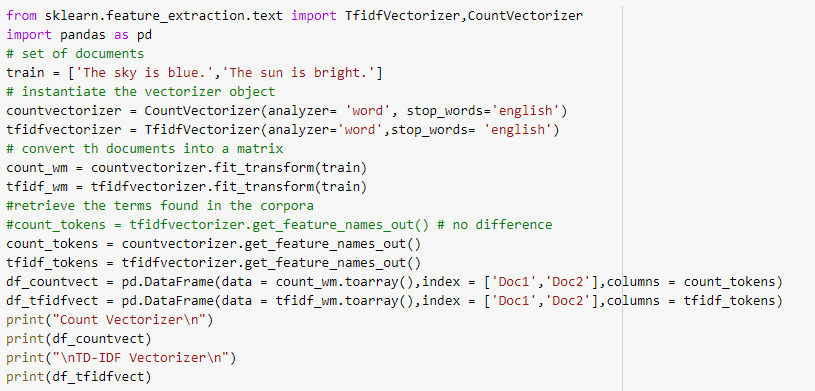 from sklearn.feature_extraction.text import TfidfVectorizer,CountVectorizer
import pandas as pd
# set of documents
train = ['The sky is blue.','The sun is bright.']
# instantiate the vectorizer object
countvectorizer = CountVectorizer(analyzer= 'word', stop_words='english')
tfidfvectorizer = TfidfVectorizer(analyzer='word',stop_words= 'english')
# convert th documents into a matrix
count_wm = countvectorizer.fit_transform(train)
tfidf_wm = tfidfvectorizer.fit_transform(train)
#retrieve the terms found in the corpora
#count_tokens = tfidfvectorizer.get_feature_names_out() # no difference
count_tokens = countvectorizer.get_feature_names_out()
tfidf_tokens = tfidfvectorizer.get_feature_names_out()
df_countvect = pd.DataFrame(data = count_wm.toarray(),index = ['Doc1','Doc2'],columns = count_tokens)
df_tfidfvect = pd.DataFrame(data = tfidf_wm.toarray(),index = ['Doc1','Doc2'],columns = tfidf_tokens)
print("Count Vectorizer\n")
print(df_countvect)
print("\nTD-IDF Vectorizer\n")
print(df_tfidfvect)